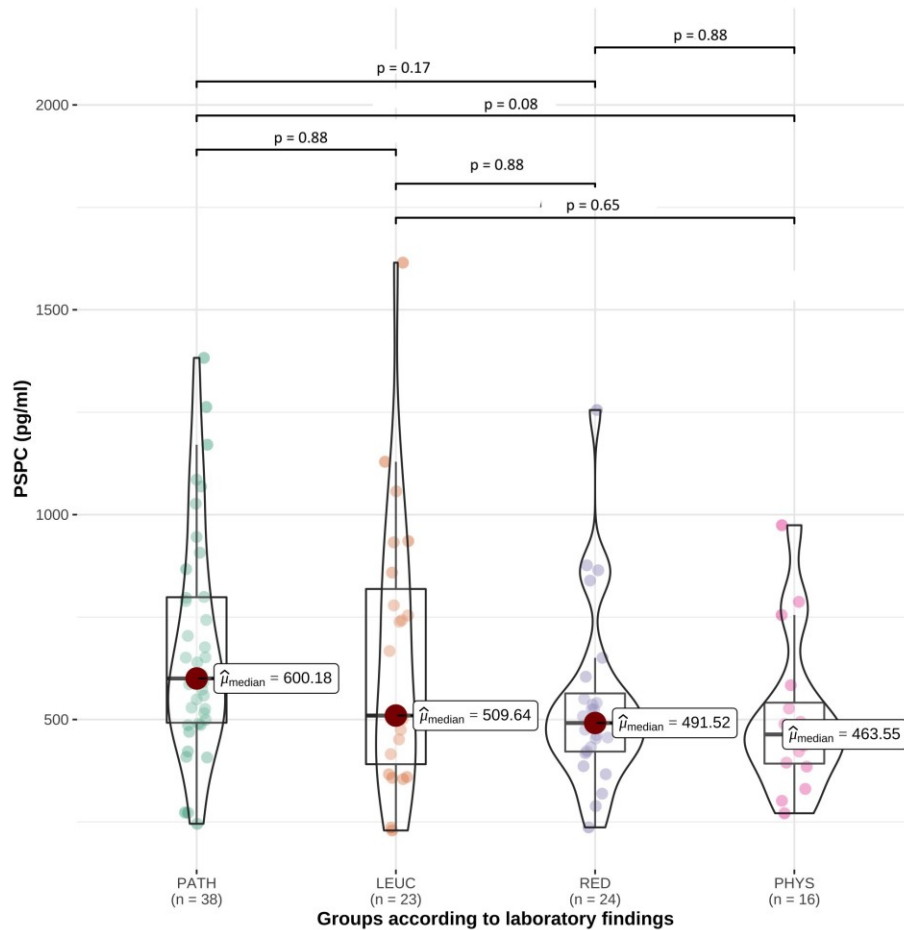 p = 0.88
p = 0.17
p = 0.08
p = 0.88
p = 0.88
p = 0.65
2000
1500
1000
500
PSPC (pg/ml)
μ̂median = 600.18
μ̂median = 509.64
μ̂median = 491.52
μ̂median = 463.55
PATH
(n = 38)
LEUC
(n = 23)
RED
(n = 24)
PHYS
(n = 16)
Groups according to laboratory findings